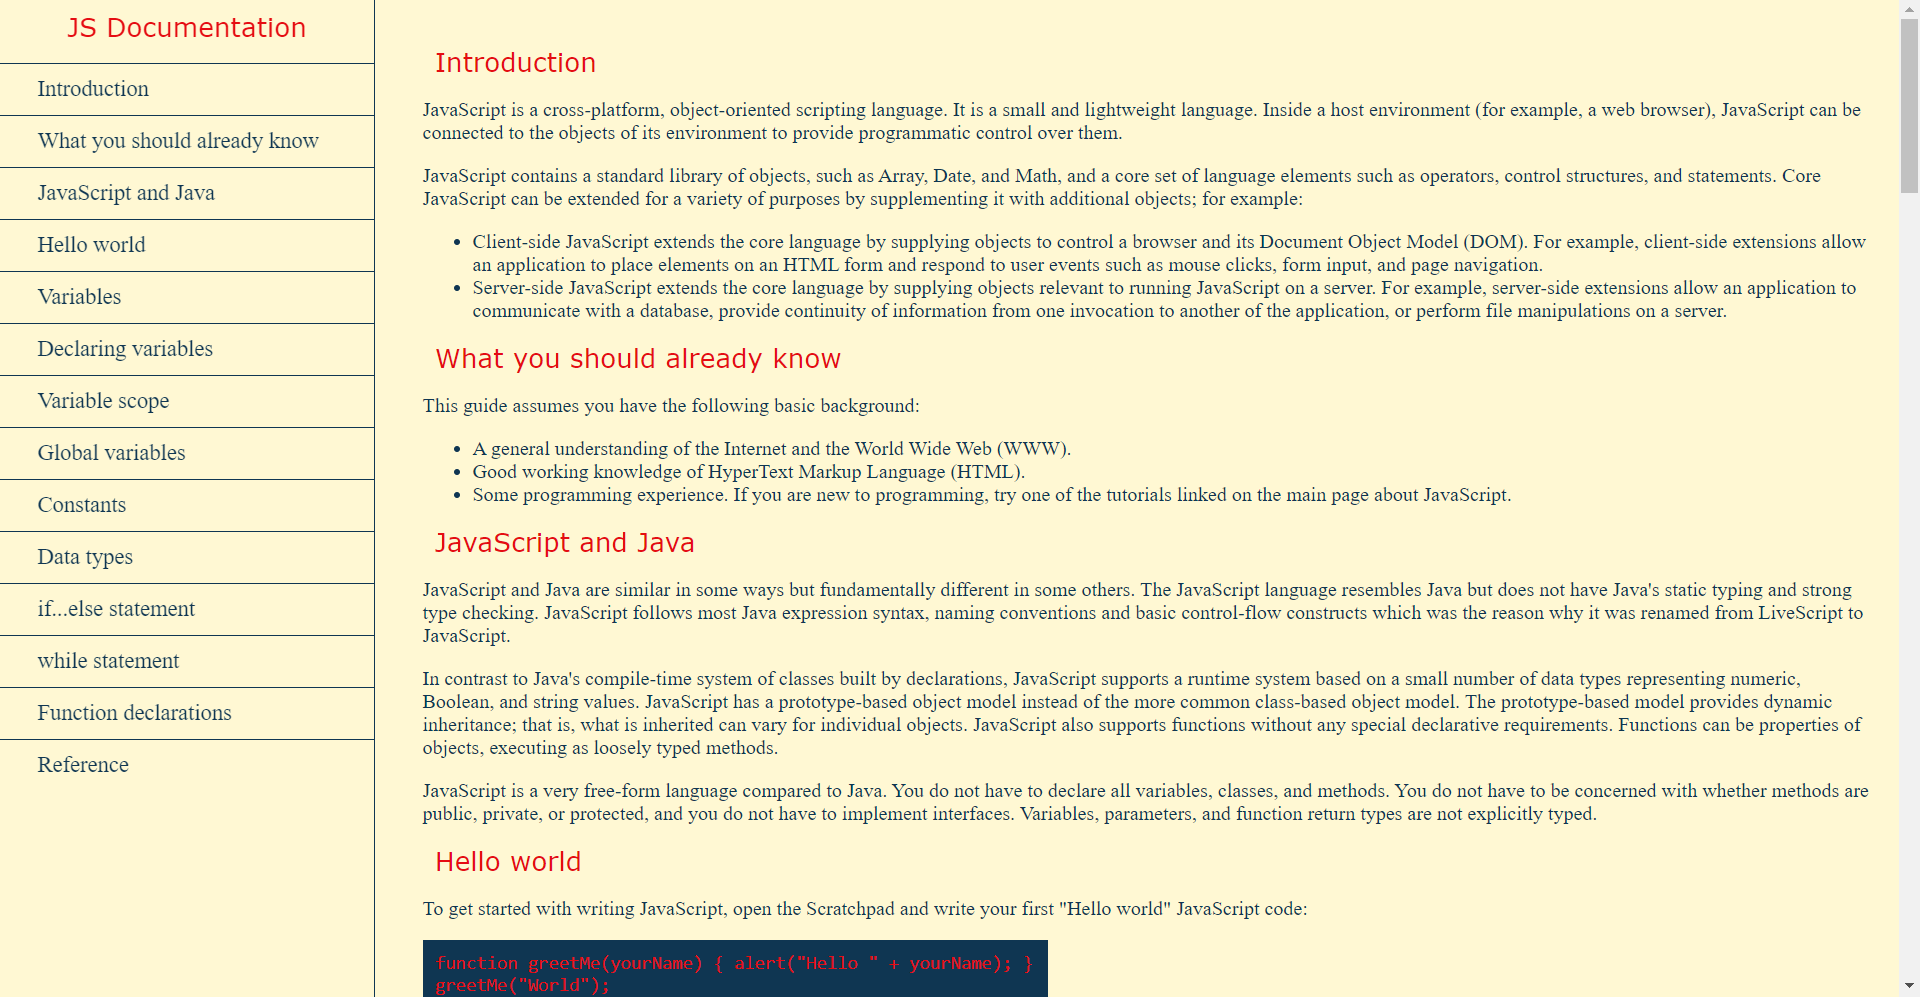 JS Documentation
Introduction
What you should already know
JavaScript and Java
Hello world
Variables
Declaring variables
Variable scope
Global variables
Constants
Data types
if...else statement
while statement
Function declarations
Reference
Introduction
JavaScript is a cross-platform, object-oriented scripting language. It is a small and lightweight language. Inside a host environment (for example, a web browser), JavaScript can be
connected to the objects of its environment to provide programmatic control over them.
JavaScript contains a standard library of objects, such as Array, Date, and Math, and a core set of language elements such as operators, control structures, and statements. Core
JavaScript can be extended for a variety of purposes by supplementing it with additional objects; for example:
• Client-side JavaScript extends the core language by supplying objects to control a browser and its Document Object Model (DOM). For example, client-side extensions allow
an application to place elements on an HTML form and respond to user events such as mouse clicks, form input, and page navigation.
• Server-side JavaScript extends the core language by supplying objects relevant to running JavaScript on a server. For example, server-side extensions allow an application to
communicate with a database, provide continuity of information from one invocation to another of the application, or perform file manipulations on a server.
What you should already know
This guide assumes you have the following basic background:
• A general understanding of the Internet and the World Wide Web (WWW).
• Good working knowledge of HyperText Markup Language (HTML).
• Some programming experience. If you are new to programming, try one of the tutorials linked on the main page about JavaScript.
JavaScript and Java
JavaScript and Java are similar in some ways but fundamentally different in some others. The JavaScript language resembles Java but does not have Java's static typing and strong
type checking. JavaScript follows most Java expression syntax, naming conventions and basic control-flow constructs which was the reason why it was renamed from LiveScript to
JavaScript.
In contrast to Java's compile-time system of classes built by declarations, JavaScript supports a runtime system based on a small number of data types representing numeric,
Boolean, and string values. JavaScript has a prototype-based object model instead of the more common class-based object model. The prototype-based model provides dynamic
inheritance; that is, what is inherited can vary for individual objects. JavaScript also supports functions without any special declarative requirements. Functions can be properties of
objects, executing as loosely typed methods.
JavaScript is a very free-form language compared to Java. You do not have to declare all variables, classes, and methods. You do not have to be concerned with whether methods are
public, private, or protected, and you do not have to implement interfaces. Variables, parameters, and function return types are not explicitly typed.
Hello world
To get started with writing JavaScript, open the Scratchpad and write your first "Hello world" JavaScript code:
function greetMe(yourName) { alert("Hello " + yourName); }
greetMe("World");